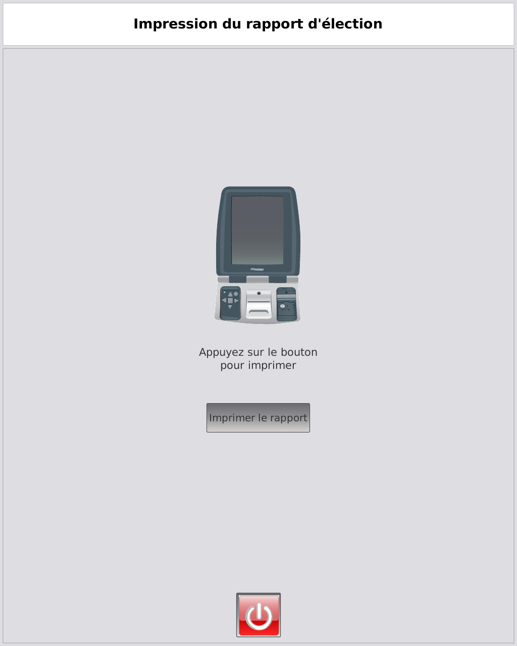 Impression du rapport d'élection
Appuyez sur le bouton
pour imprimer
Imprimer le rapport